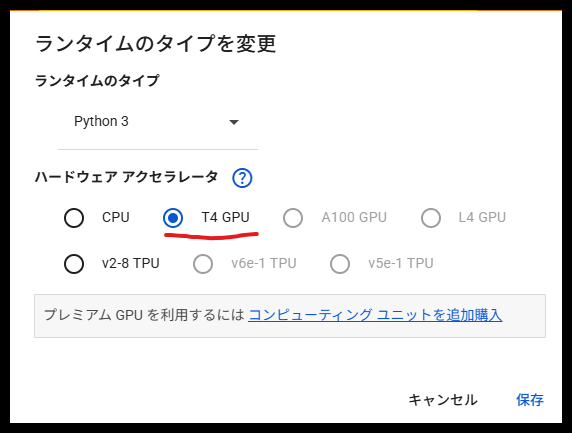 ランタイムのタイプを変更
ランタイムのタイプ
Python 3
ハードウェア アクセラレータ ?
CPU T4 GPU A100 GPU L4 GPU
v2-8 TPU v6e-1 TPU v5e-1 TPU
プレミアム GPU を利用するには コンピューティング ユニットを追加購入
キャンセル 保存